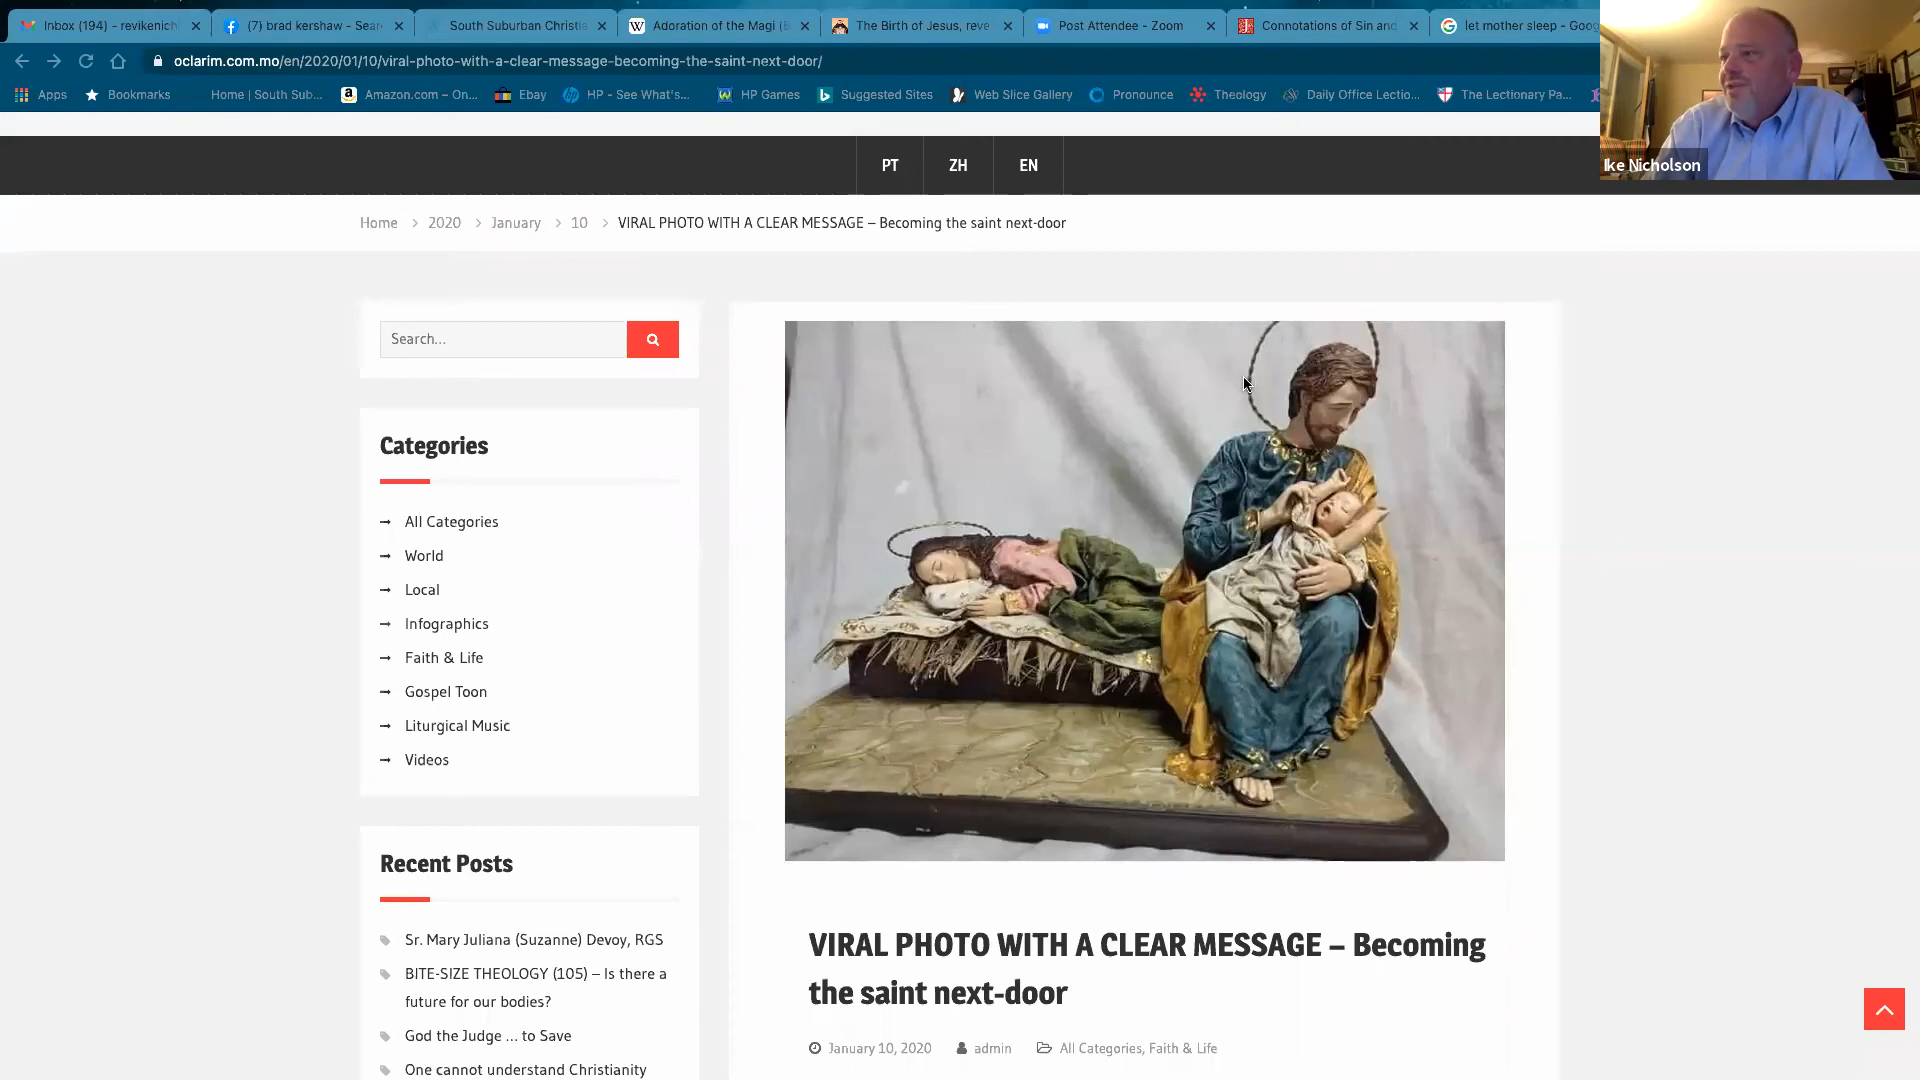 Inbox (194) - revikenich
(7) brad kershaw - Sear
South Suburban Christia
Adoration of the Magi (B
The Birth of Jesus, reve
Post Attendee - Zoom
Connotations of Sin and
let mother sleep - Goog
oclarim.com.mo/en/2020/01/10/viral-photo-with-a-clear-message-becoming-the-saint-next-door/
Apps
Bookmarks
Home | South Sub...
Amazon.com – On...
Ebay
HP - See What's...
HP Games
Suggested Sites
Web Slice Gallery
Pronounce
Theology
Daily Office Lectio...
The Lectionary Pa...
Ike Nicholson
PT
ZH
EN
Home > 2020 > January > 10 > VIRAL PHOTO WITH A CLEAR MESSAGE – Becoming the saint next-door
Search...
Categories
All Categories
World
Local
Infographics
Faith & Life
Gospel Toon
Liturgical Music
Videos
Recent Posts
Sr. Mary Juliana (Suzanne) Devoy, RGS
BITE-SIZE THEOLOGY (105) – Is there a
future for our bodies?
God the Judge … to Save
One cannot understand Christianity
VIRAL PHOTO WITH A CLEAR MESSAGE – Becoming
the saint next-door
January 10, 2020
admin
All Categories, Faith & Life